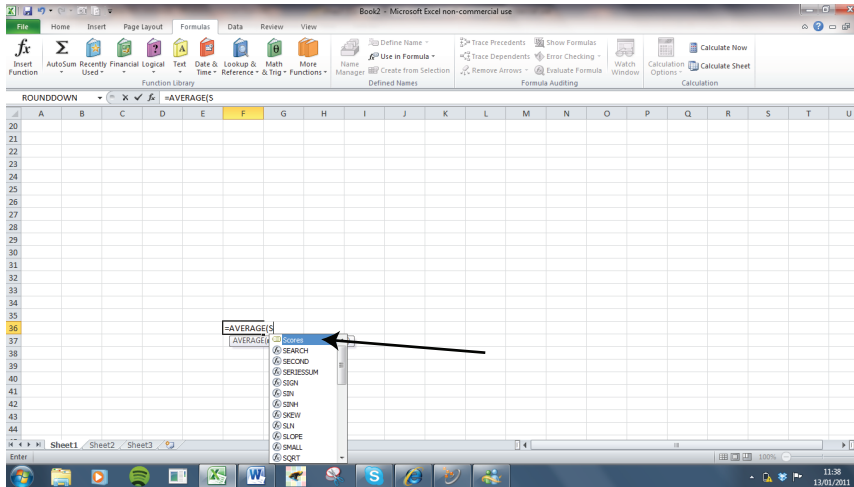 Book2 - Microsoft Excel non-commercial use
File Home Insert Page Layout Formulas Data Review View
fx Insert Function
Σ AutoSum
Recently Used
Financial
Logical
A Text
Date & Time
Lookup & Reference
θ Math & Trig
More Functions
Function Library
Name Manager
Define Name
Use in Formula
Create from Selection
Defined Names
Trace Precedents
Trace Dependents
Remove Arrows
Show Formulas
Error Checking
Evaluate Formula
Watch Window
Formula Auditing
Calculation Options
Calculate Now
Calculate Sheet
Calculation
ROUNDDOWN fx =AVERAGE(S
A B C D E F G H I J K L M N O P Q R S T U
20
21
22
23
24
25
26
27
28
29
30
31
32
33
34
35
36 =AVERAGE(S
37 AVERAGE( Scores
38 SEARCH
SECOND
39 SERIESSUM
40 SIGN
SIN
41 SINH
42 SKEW
SLN
43 SLOPE
44 SMALL
SQRT
Sheet1 Sheet2 Sheet3
Enter 100%
11:38
13/01/2011